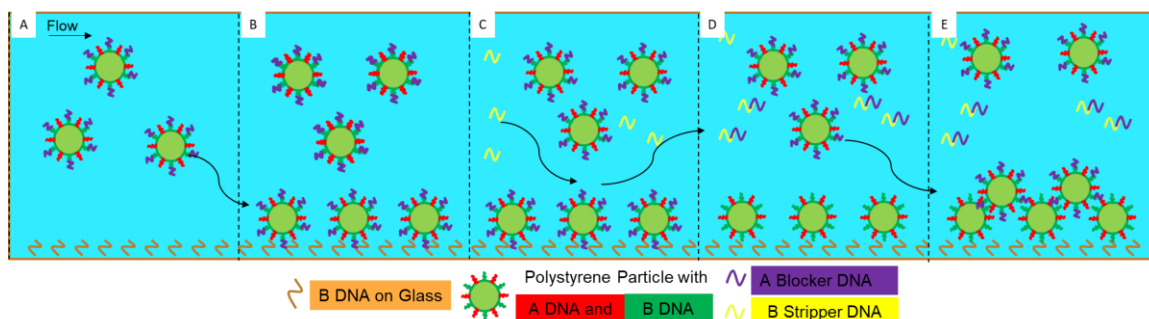 A
B
C
D
E
Flow
B DNA on Glass
Polystyrene Particle with
A DNA and B DNA
A Blocker DNA
B Stripper DNA